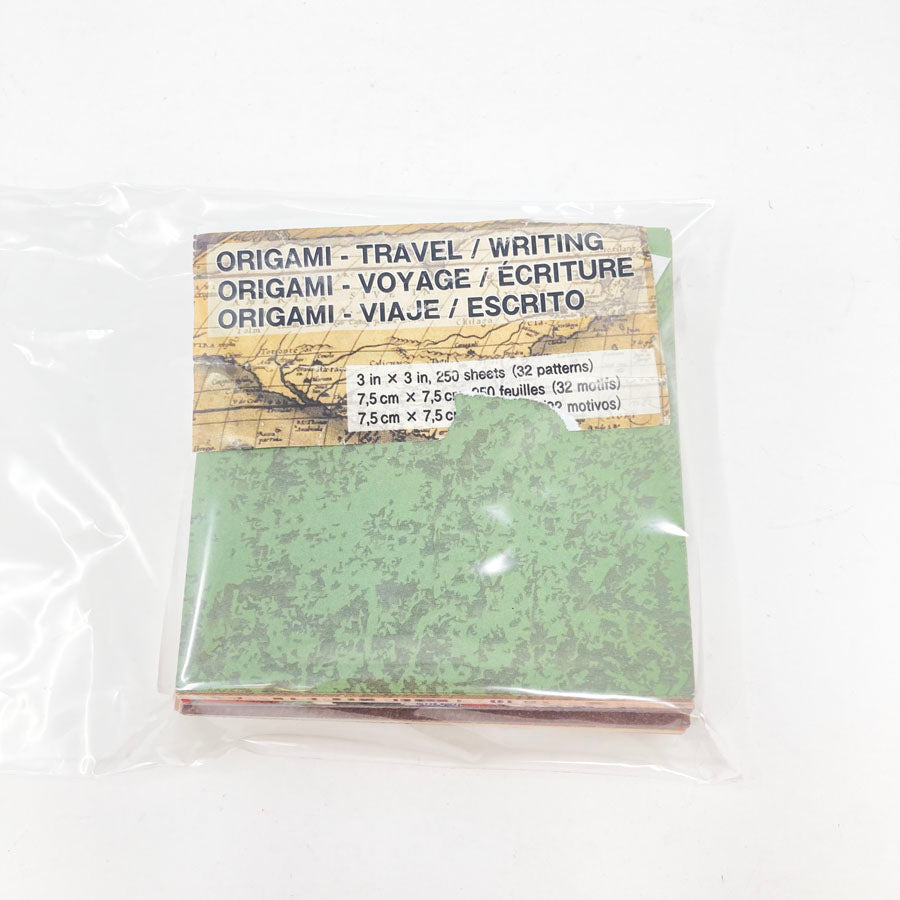 ORIGAMI - TRAVEL / WRITING
ORIGAMI - VOYAGE / ÉCRITURE
ORIGAMI - VIAJE / ESCRITO
3 in × 3 in, 250 sheets (32 patterns)
7,5 cm × 7,5 cm, 250 feuilles (32 motifs)
7,5 cm × 7,5 motivos)